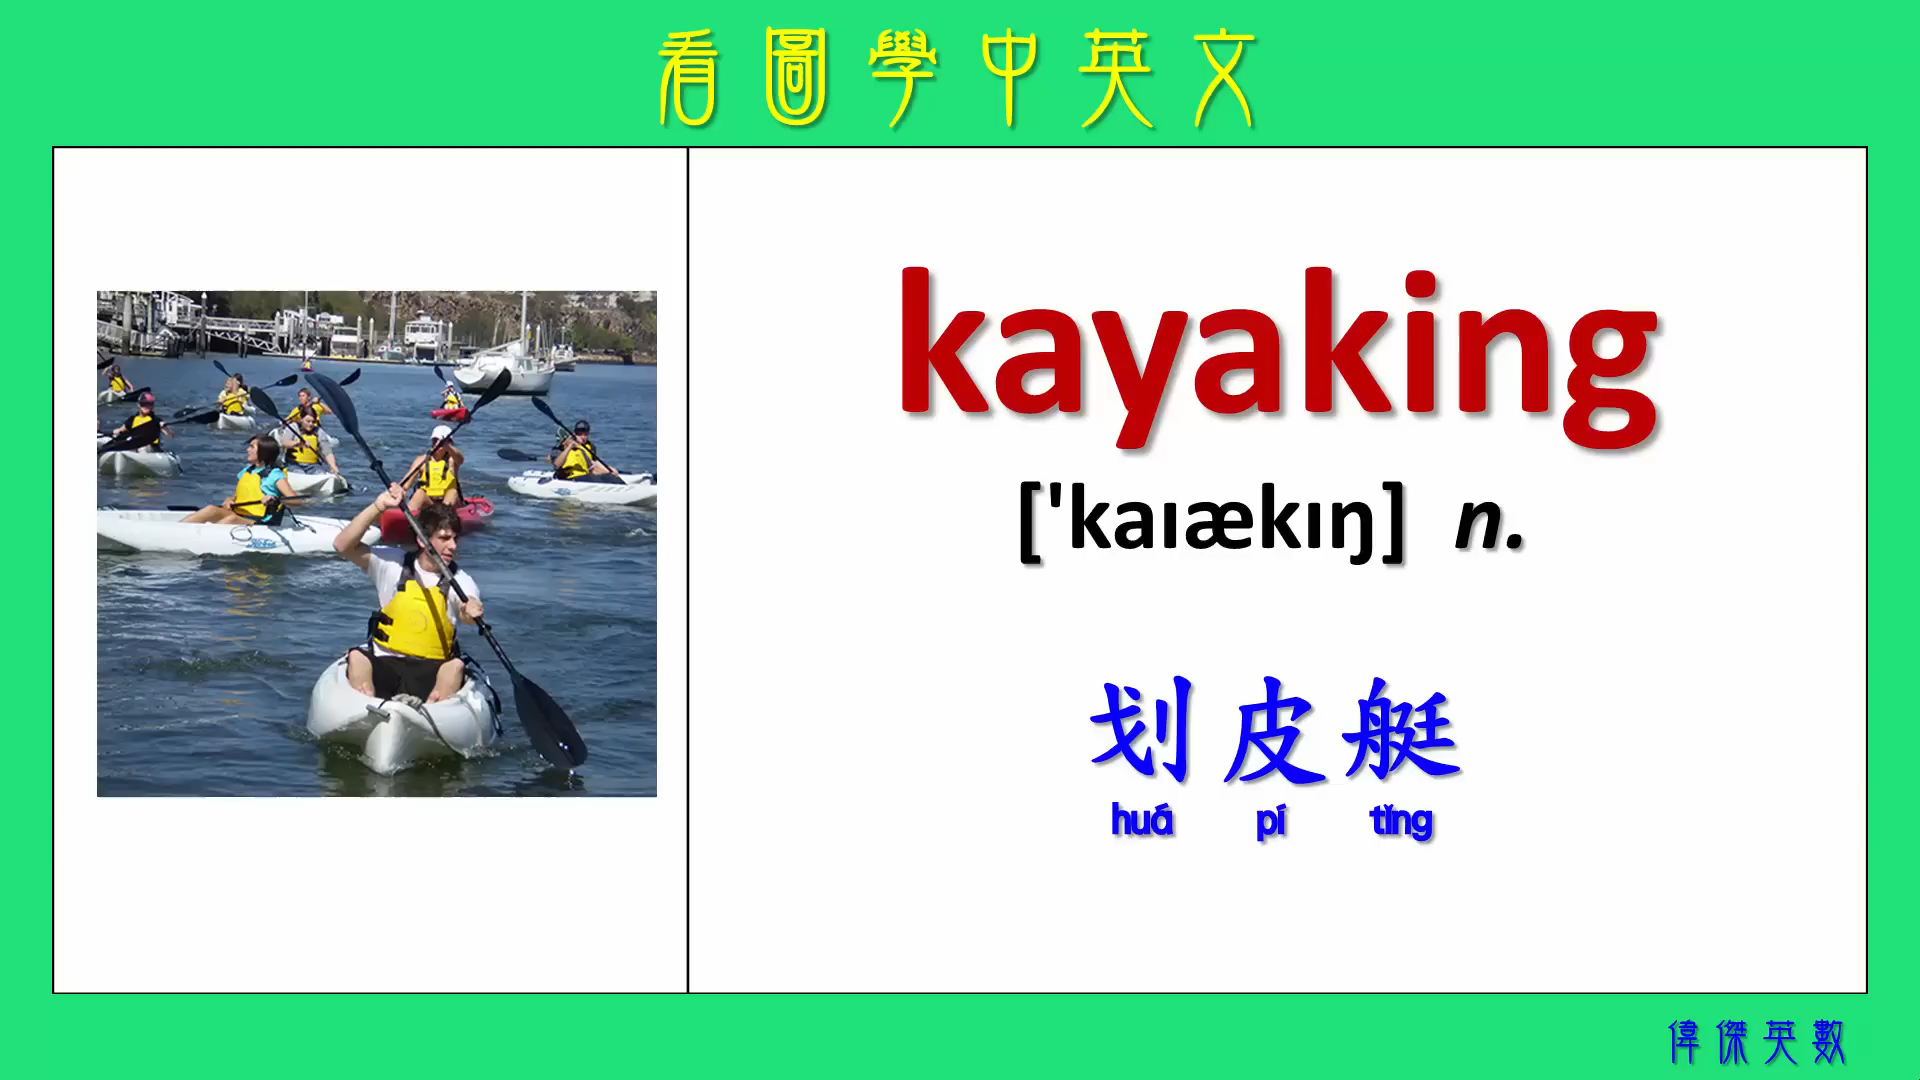 看圖學中英文
kayaking
['kaıækıŋ] n.
划皮艇
huá pí tǐng
偉傑英數